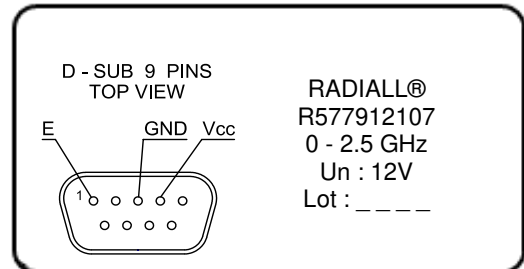 D - SUB 9 PINS
TOP VIEW
E GND Vcc
1
RADIALL®
R577912107
0 - 2.5 GHz
Un : 12V
Lot : _ _ _ _